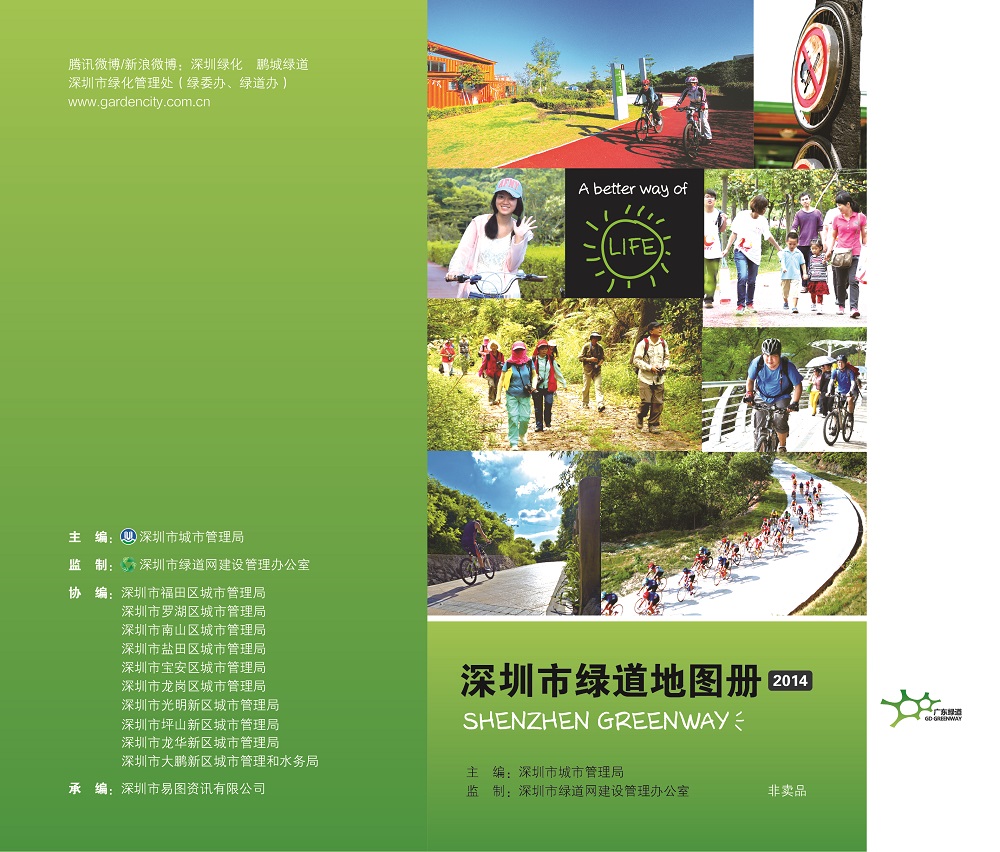 腾讯微博/新浪微博：深圳绿化　鹏城绿道
深圳市绿化管理处（绿委办、绿道办）
www.gardencity.com.cn
主　编：深圳市城市管理局
监　制：深圳市绿道网建设管理办公室
协　编：深圳市福田区城市管理局
深圳市罗湖区城市管理局
深圳市南山区城市管理局
深圳市盐田区城市管理局
深圳市宝安区城市管理局
深圳市龙岗区城市管理局
深圳市光明新区城市管理局
深圳市坪山新区城市管理局
深圳市龙华新区城市管理局
深圳市大鹏新区城市管理和水务局
承　编：深圳市易图资讯有限公司
A better way of
LIFE
深圳市绿道地图册 2014
SHENZHEN GREENWAY
主　编：深圳市城市管理局
监　制：深圳市绿道网建设管理办公室
非卖品
广东绿道
GD GREENWAY